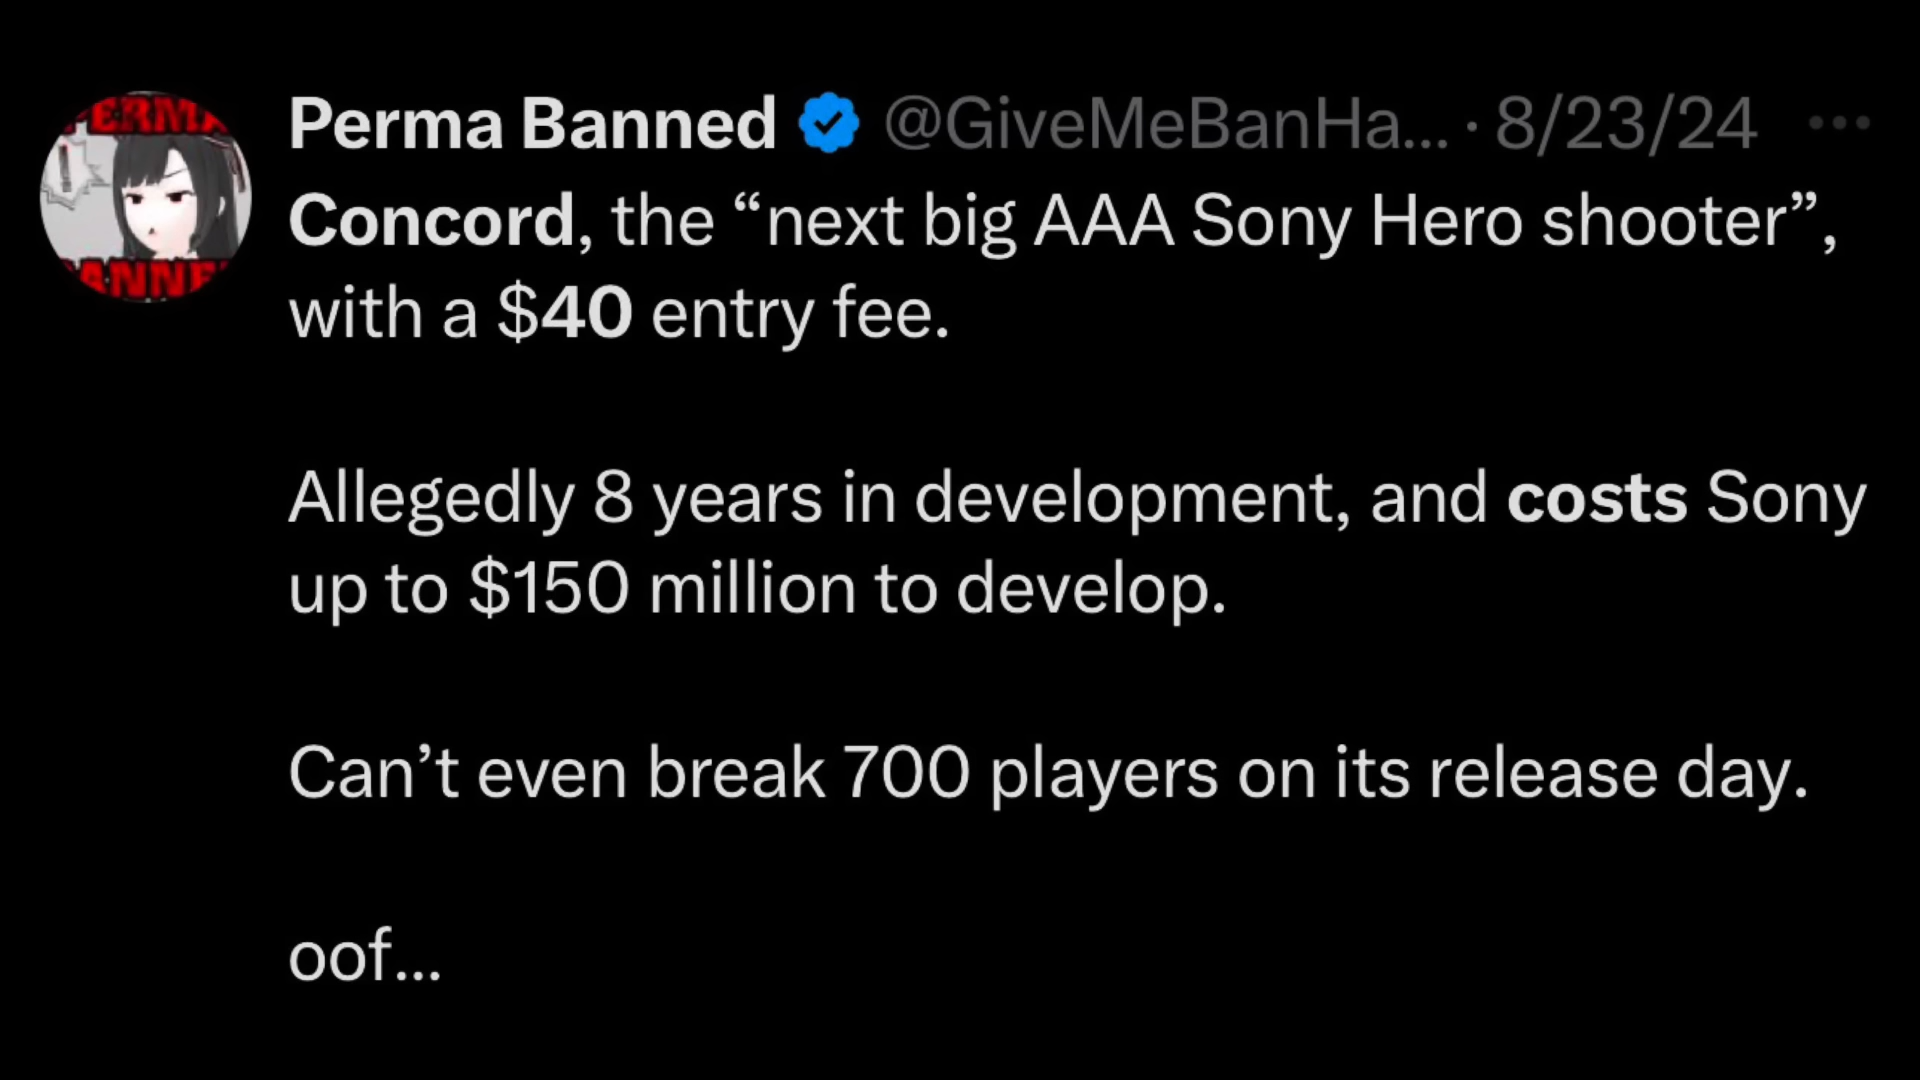 ERMA
Perma Banned @GiveMeBanHa... · 8/23/24 ...
Concord, the “next big AAA Sony Hero shooter”,
with a $40 entry fee.
Allegedly 8 years in development, and costs Sony
up to $150 million to develop.
Can’t even break 700 players on its release day.
oof...
ANNE